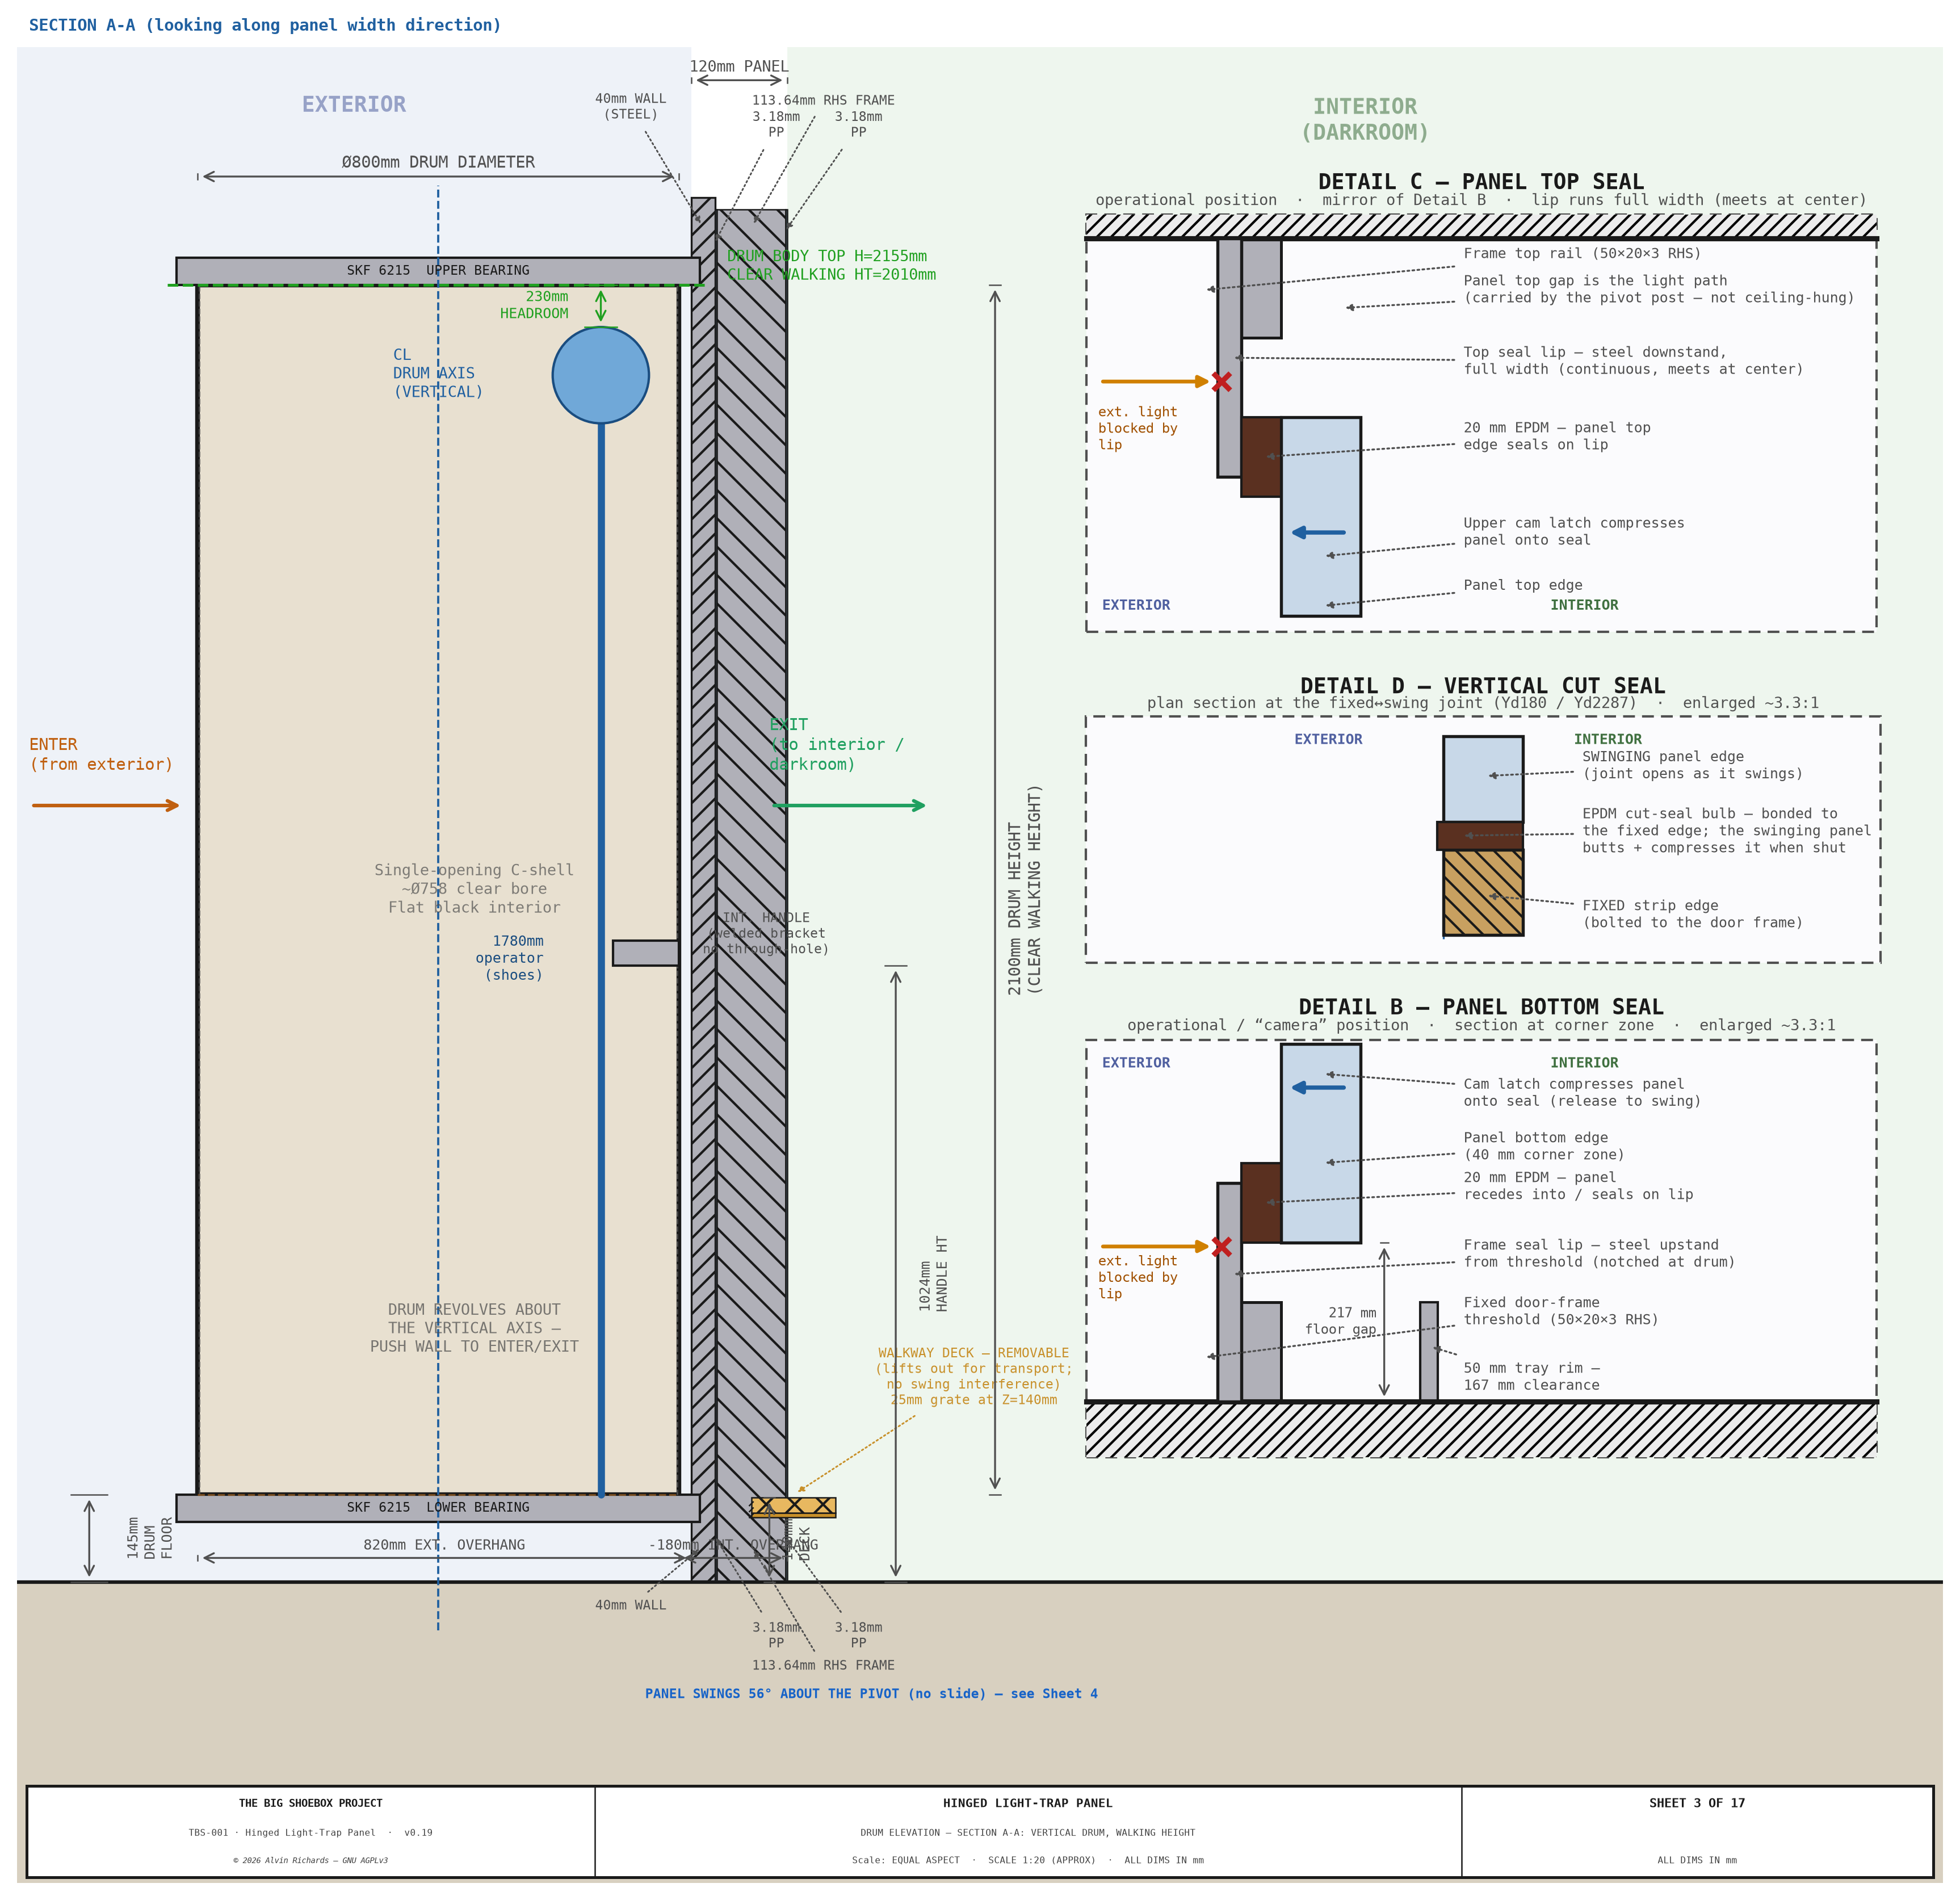 SECTION A-A (looking along panel width direction)
120mm PANEL
EXTERIOR
40mm WALL
(STEEL)
113.64mm RHS FRAME
3.18mm
PP
3.18mm
PP
INTERIOR
(DARKROOM)
Ø800mm DRUM DIAMETER
SKF 6215  UPPER BEARING
DRUM BODY TOP H=2155mm
CLEAR WALKING HT=2010mm
230mm
HEADROOM
CL
DRUM AXIS
(VERTICAL)
ENTER
(from exterior)
EXIT
(to interior /
darkroom)
Single-opening C-shell
~Ø758 clear bore
Flat black interior
INT. HANDLE
(welded bracket
no through-hole)
1780mm
operator
(shoes)
2100mm DRUM HEIGHT
(CLEAR WALKING HEIGHT)
1024mm
HANDLE HT
DRUM REVOLVES ABOUT
THE VERTICAL AXIS —
PUSH WALL TO ENTER/EXIT
WALKWAY DECK — REMOVABLE
(lifts out for transport;
no swing interference)
25mm grate at Z=140mm
SKF 6215  LOWER BEARING
145mm
DRUM
FLOOR
820mm EXT. OVERHANG
-180mm INT. OVERHANG
DECK
40mm WALL
3.18mm
PP
3.18mm
PP
113.64mm RHS FRAME
PANEL SWINGS 56° ABOUT THE PIVOT (no slide) — see Sheet 4
DETAIL C — PANEL TOP SEAL
operational position  ·  mirror of Detail B  ·  lip runs full width (meets at center)
Frame top rail (50×20×3 RHS)
Panel top gap is the light path
(carried by the pivot post — not ceiling-hung)
Top seal lip — steel downstand,
full width (continuous, meets at center)
ext. light
blocked by
lip
20 mm EPDM — panel top
edge seals on lip
Upper cam latch compresses
panel onto seal
Panel top edge
EXTERIOR
INTERIOR
DETAIL D — VERTICAL CUT SEAL
plan section at the fixed↔swing joint (Yd180 / Yd2287)  ·  enlarged ~3.3:1
EXTERIOR
INTERIOR
SWINGING panel edge
(joint opens as it swings)
EPDM cut-seal bulb — bonded to
the fixed edge; the swinging panel
butts + compresses it when shut
FIXED strip edge
(bolted to the door frame)
DETAIL B — PANEL BOTTOM SEAL
operational / “camera” position  ·  section at corner zone  ·  enlarged ~3.3:1
EXTERIOR
INTERIOR
Cam latch compresses panel
onto seal (release to swing)
Panel bottom edge
(40 mm corner zone)
20 mm EPDM — panel
recedes into / seals on lip
Frame seal lip — steel upstand
from threshold (notched at drum)
ext. light
blocked by
lip
217 mm
floor gap
Fixed door-frame
threshold (50×20×3 RHS)
50 mm tray rim —
167 mm clearance
THE BIG SHOEBOX PROJECT
TBS-001 · Hinged Light-Trap Panel  ·  v0.19
© 2026 Alvin Richards — GNU AGPLv3
HINGED LIGHT-TRAP PANEL
DRUM ELEVATION — SECTION A-A: VERTICAL DRUM, WALKING HEIGHT
Scale: EQUAL ASPECT  ·  SCALE 1:20 (APPROX)  ·  ALL DIMS IN mm
SHEET 3 OF 17
ALL DIMS IN mm